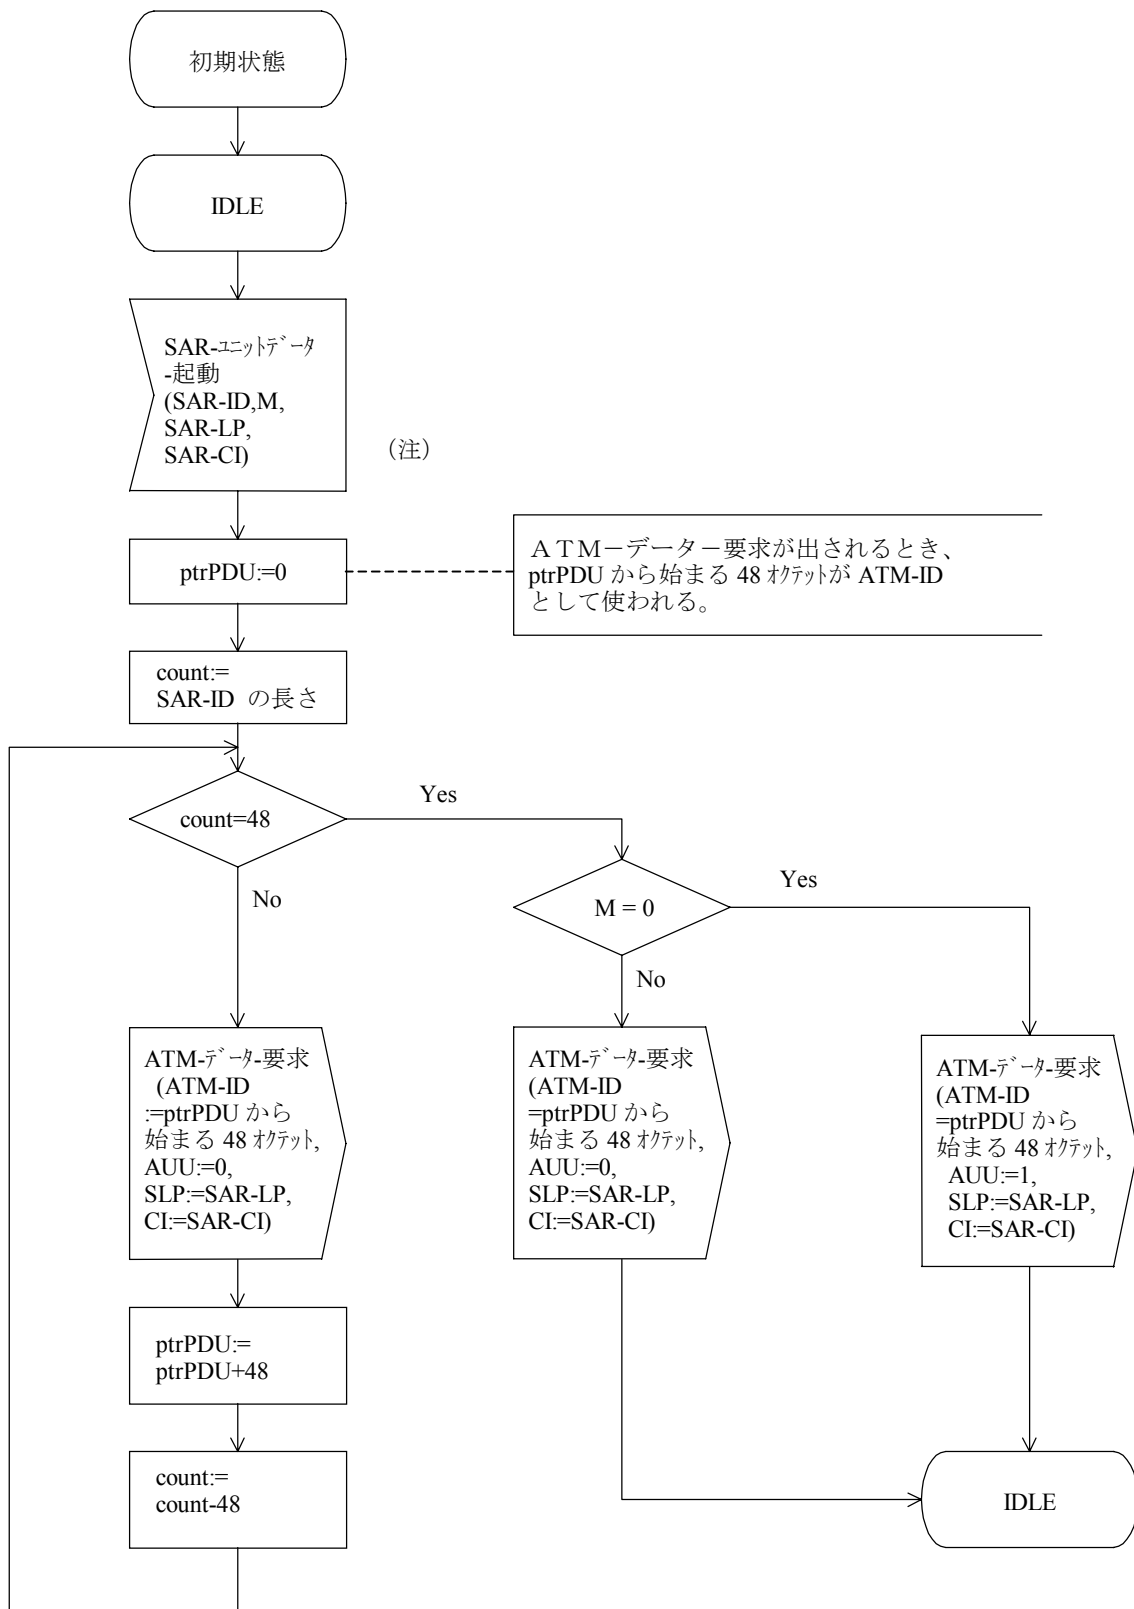 初期状態
IDLE
SAR-ﾕﾆｯﾄﾃﾞｰﾀ
-起動
(SAR-ID,M,
SAR-LP,
SAR-CI)
（注）
ptrPDU:=0
ＡＴＭ－データ－要求が出されるとき、
ptrPDU から始まる 48 ｵｸﾃｯﾄが ATM-ID
として使われる。
count:=
SAR-ID の長さ
count=48
Yes
No
M = 0
Yes
No
ATM-ﾃﾞｰﾀ-要求
(ATM-ID
:=ptrPDU から
始まる 48 ｵｸﾃｯﾄ,
AUU:=0,
SLP:=SAR-LP,
CI:=SAR-CI)
ATM-ﾃﾞｰﾀ-要求
(ATM-ID
=ptrPDU から
始まる 48 ｵｸﾃｯﾄ,
AUU:=0,
SLP:=SAR-LP,
CI:=SAR-CI)
ATM-ﾃﾞｰﾀ-要求
(ATM-ID
=ptrPDU から
始まる 48 ｵｸﾃｯﾄ,
AUU:=1,
SLP:=SAR-LP,
CI:=SAR-CI)
ptrPDU:=
ptrPDU+48
count:=
count-48
IDLE